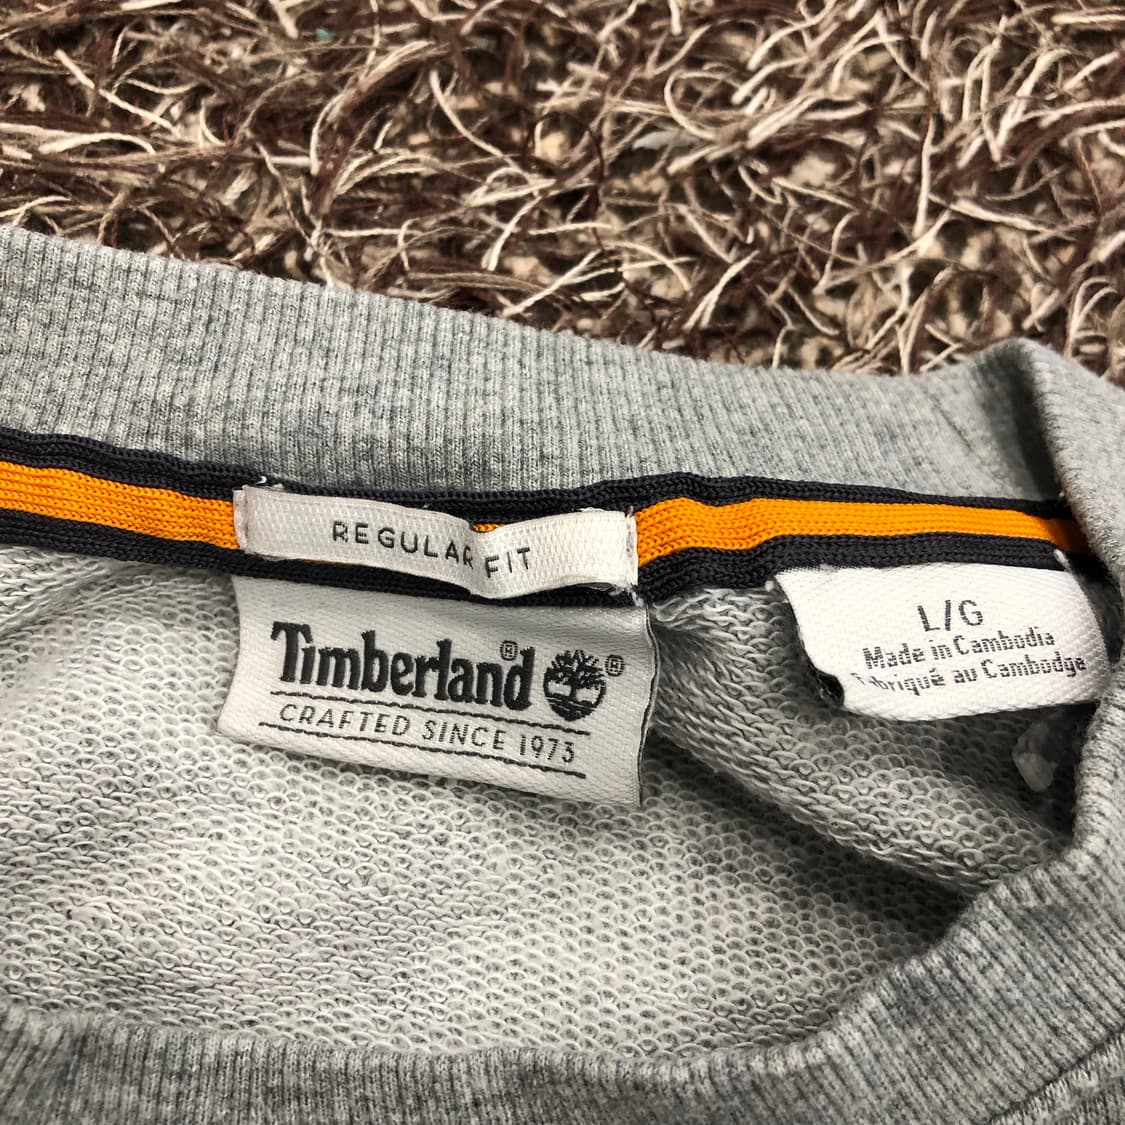 REGULAR FIT
Timberland®®
CRAFTED SINCE 1973
L/G
Made in Cambodia
Fabriqué au Cambodge